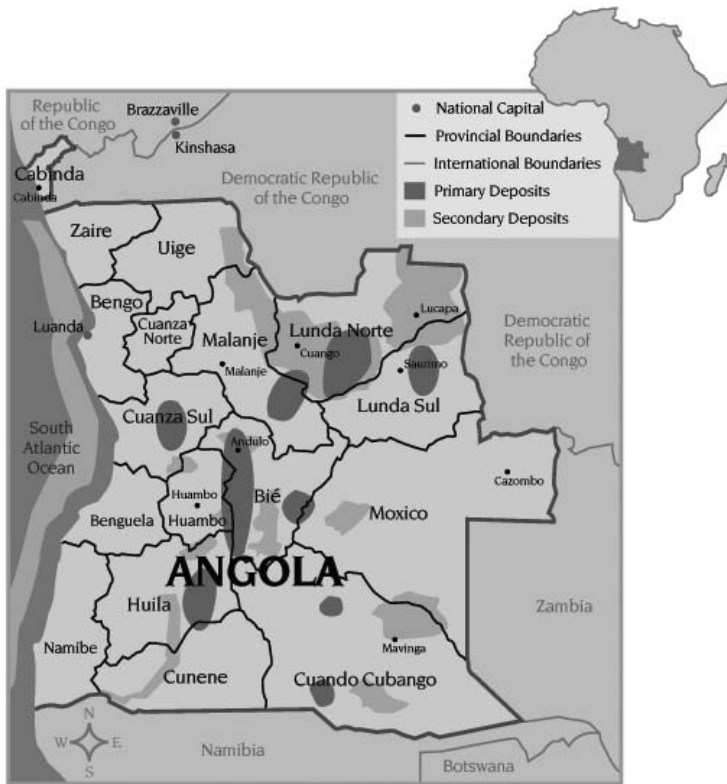 Republic
of the Congo
Brazzaville
Kinshasa
Cabinda
Cabinda
Democratic Republic
of the Congo
National Capital
Provincial Boundaries
International Boundaries
Primary Deposits
Secondary Deposits
Zaire
Uige
Bengo
Luanda
Cuanza
Norte
Malanje
Malanje
Lunda Norte
Cuango
Lucapa
Democratic
Republic of
the Congo
Saurimo
Lunda Sul
Cuanza Sul
South
Atlantic
Ocean
Andulo
Cazombo
Huambo
Huambo
Bié
Moxico
Benguela
ANGOLA
Huila
Zambia
Namibe
Mavinga
Cunene
Cuando Cubango
N
W
E
S
Namibia
Botswana